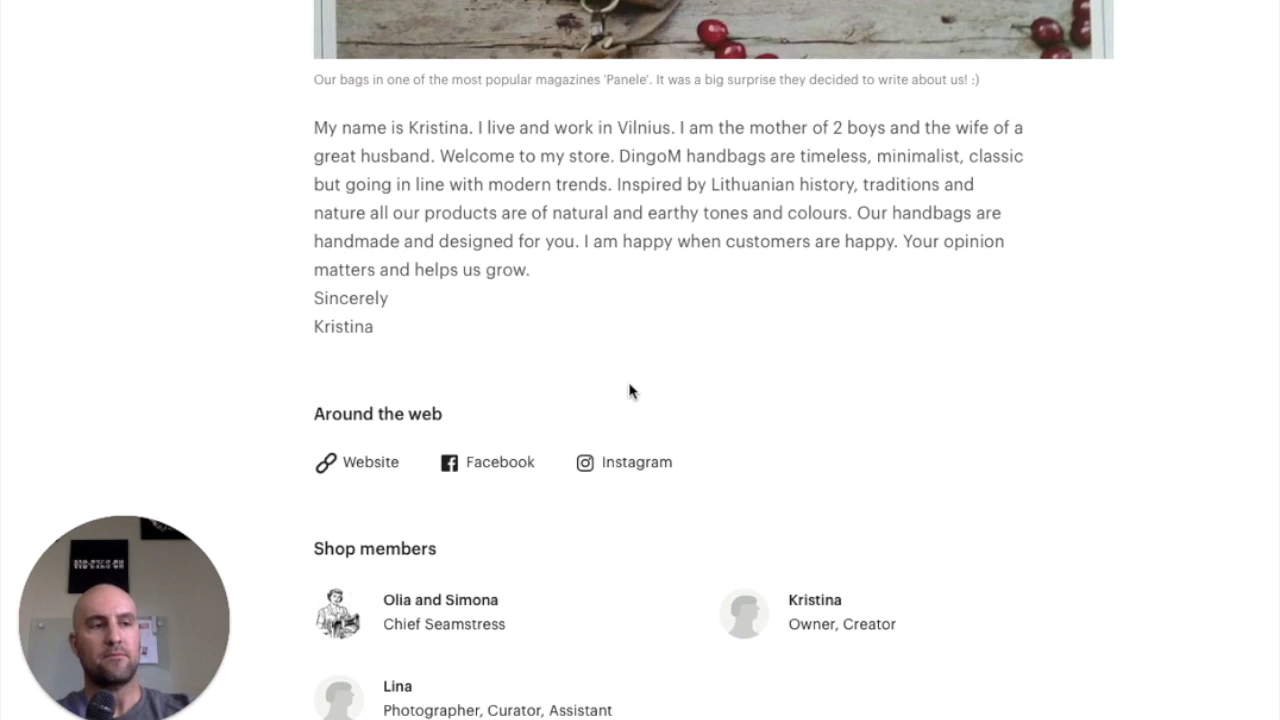 Our bags in one of the most popular magazines 'Panele'. It was a big surprise they decided to write about us! :)
My name is Kristina. I live and work in Vilnius. I am the mother of 2 boys and the wife of a
great husband. Welcome to my store. DingoM handbags are timeless, minimalist, classic
but going in line with modern trends. Inspired by Lithuanian history, traditions and
nature all our products are of natural and earthy tones and colours. Our handbags are
handmade and designed for you. I am happy when customers are happy. Your opinion
matters and helps us grow.
Sincerely
Kristina
Around the web
Website
Facebook
Instagram
Shop members
Olia and Simona
Chief Seamstress
Kristina
Owner, Creator
Lina
Photographer, Curator, Assistant